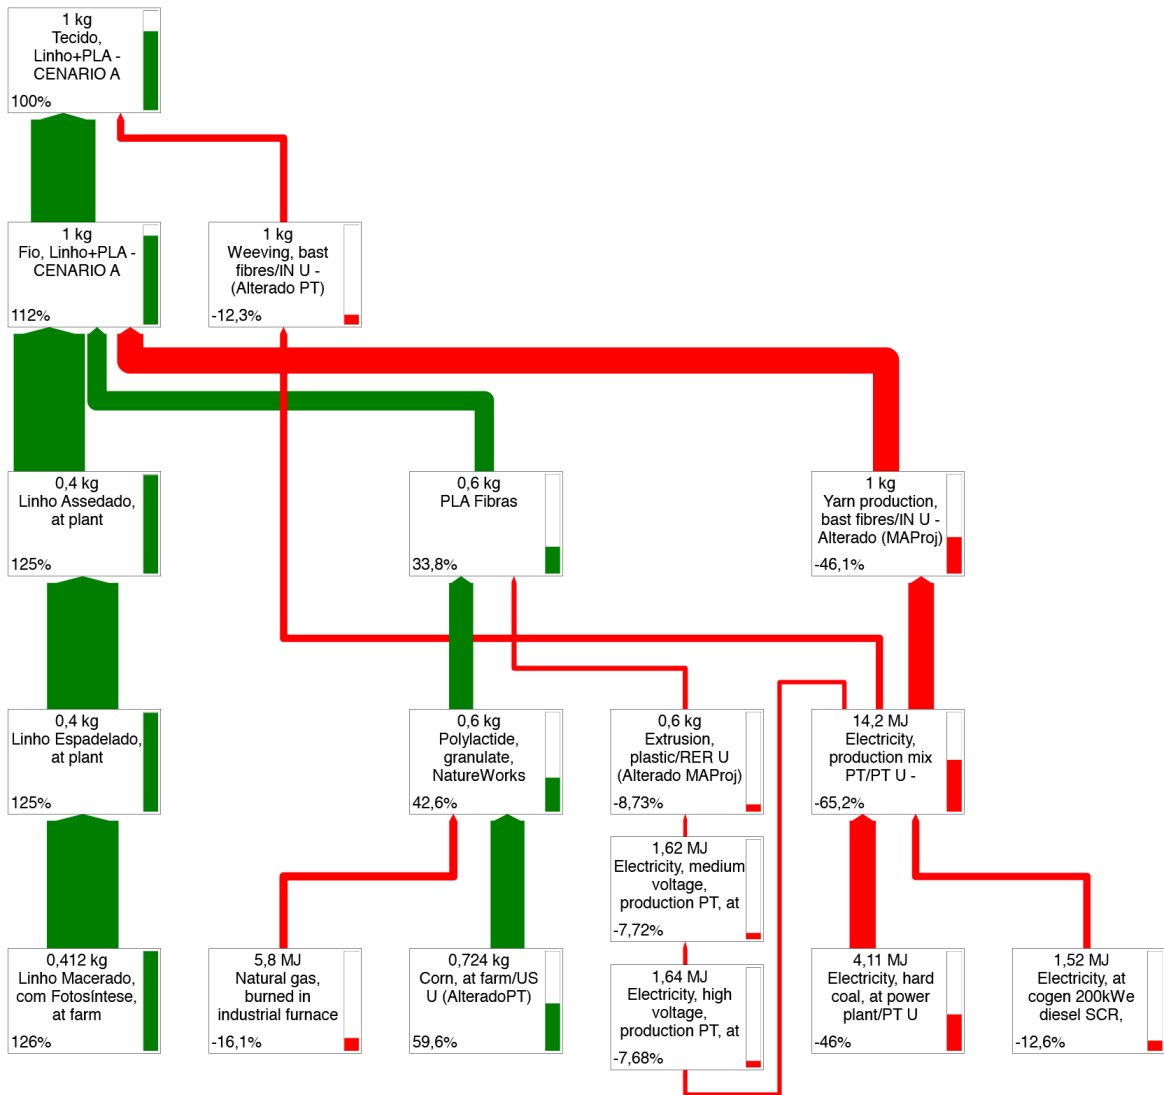 1 kg
Tecido,
Linho+PLA -
CENARIO A
100%
1 kg
Fio, Linho+PLA -
CENARIO A
112%
1 kg
Weeving, bast
fibres/IN U -
(Alterado PT)
-12,3%
0,4 kg
Linho Assedado,
at plant
125%
0,6 kg
PLA Fibras
33,8%
1 kg
Yarn production,
bast fibres/IN U -
Alterado (MAProj)
-46,1%
0,4 kg
Linho Espadelado,
at plant
125%
0,6 kg
Polylactide,
granulate,
NatureWorks
42,6%
0,6 kg
Extrusion,
plastic/RER U
(Alterado MAProj)
-8,73%
14,2 MJ
Electricity,
production mix
PT/PT U -
-65,2%
1,62 MJ
Electricity, medium
voltage,
production PT, at
-7,72%
0,412 kg
Linho Macerado,
com Fotosíntese,
at farm
126%
5,8 MJ
Natural gas,
burned in
industrial furnace
-16,1%
0,724 kg
Corn, at farm/US
U (AlteradoPT)
59,6%
1,64 MJ
Electricity, high
voltage,
production PT, at
-7,68%
4,11 MJ
Electricity, hard
coal, at power
plant/PT U
-46%
1,52 MJ
Electricity, at
cogen 200kWe
diesel SCR,
-12,6%